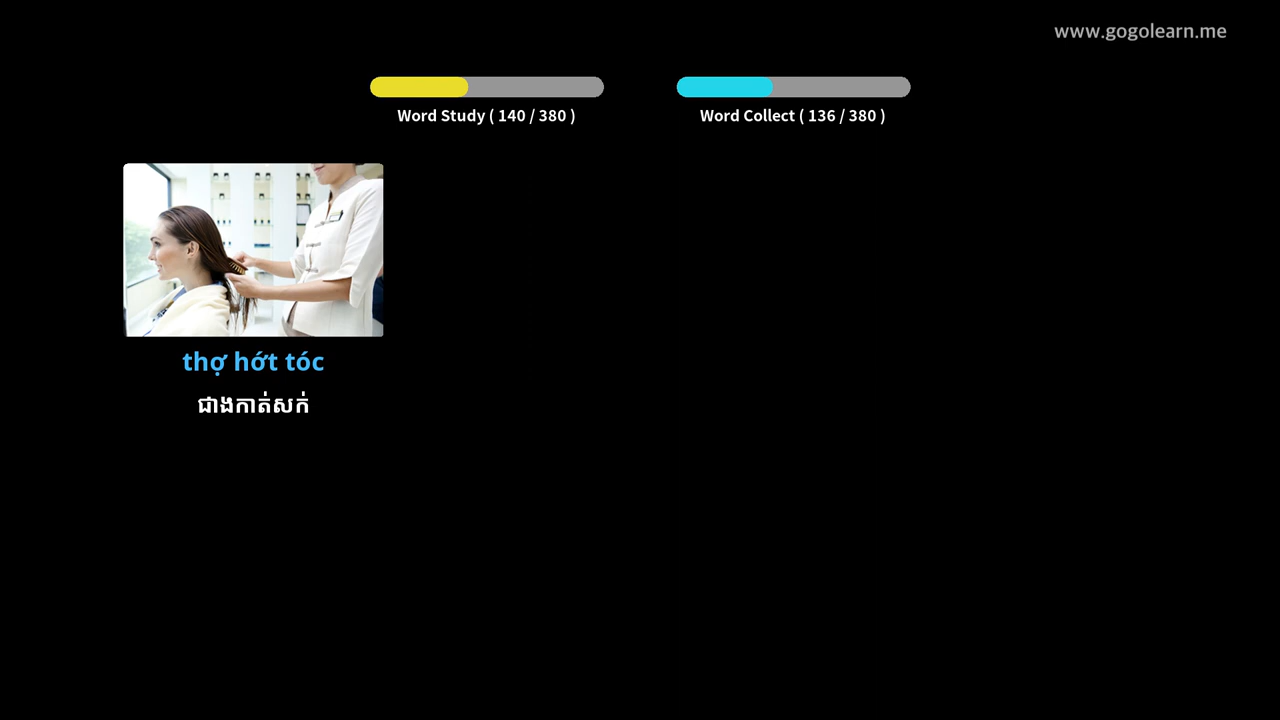 www.gogolearn.me
Word Study ( 140 / 380 )
Word Collect ( 136 / 380 )
thợ hớt tóc
ជាងកាត់សក់